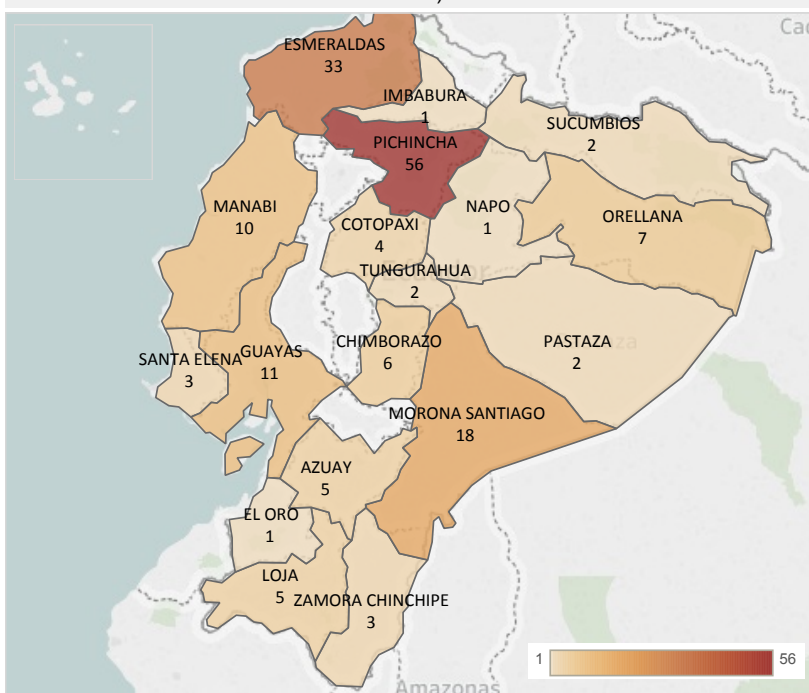 ESMERALDAS
33
IMBABURA
1
SUCUMBIOS
2
PICHINCHA
56
MANABI
10
COTOPAXI
4
NAPO
1
ORELLANA
7
TUNGURAHUA
2
SANTA ELENA
3
GUAYAS
11
CHIMBORAZO
6
PASTAZA
2
MORONA SANTIAGO
18
AZUAY
5
EL ORO
1
LOJA
5
ZAMORA CHINCHIPE
3
1
56
Amazonas